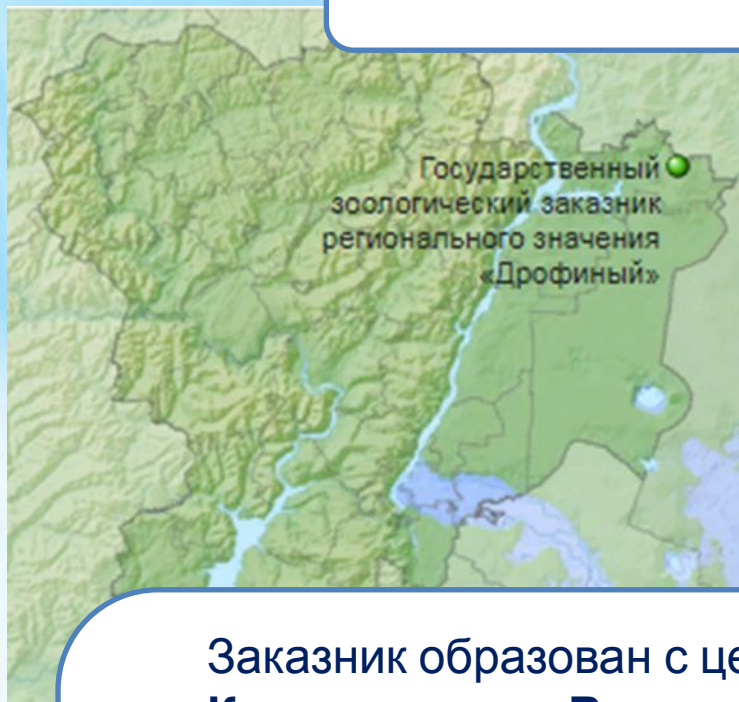 Государственный
зоологический заказник
регионального значения
«Дрофиный»
Заказник образован с це